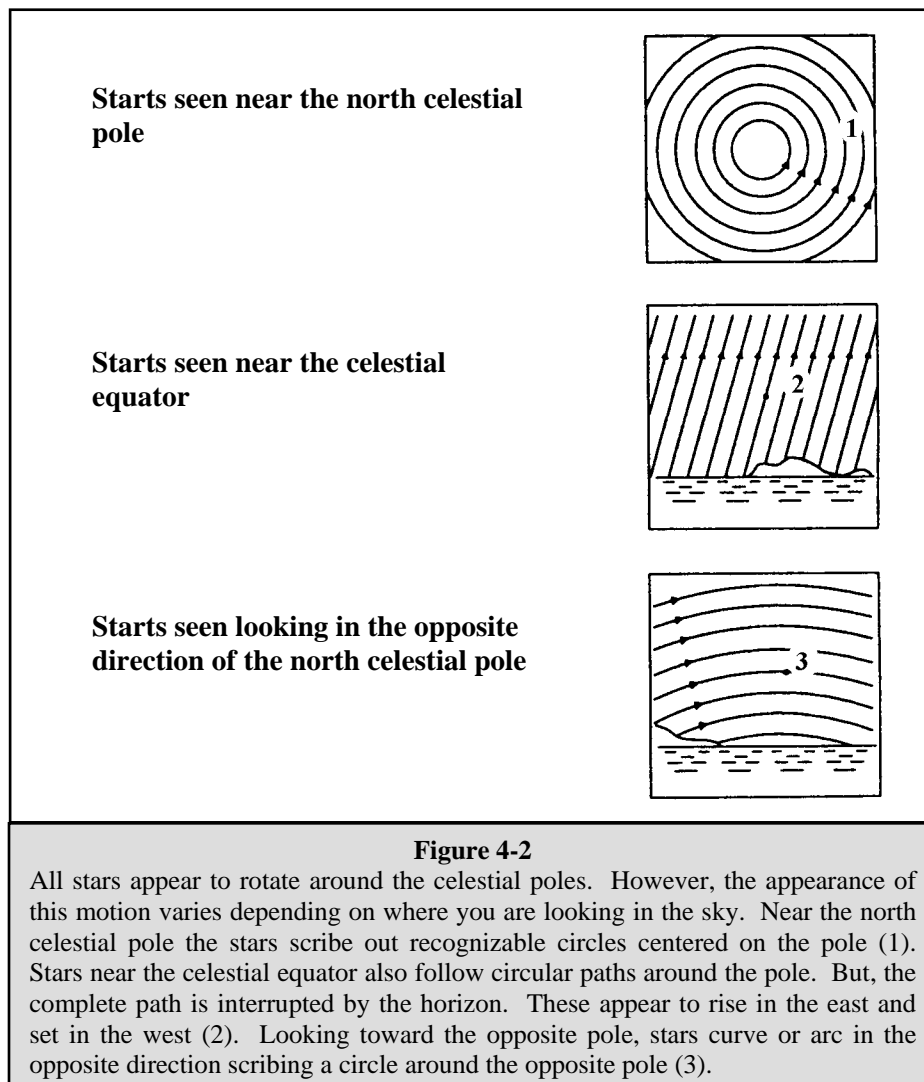 Starts seen near the north celestial
pole
1
Starts seen near the celestial
equator
2
Starts seen looking in the opposite
direction of the north celestial pole
3
Figure 4-2
All stars appear to rotate around the celestial poles.  However, the appearance of
this motion varies depending on where you are looking in the sky.  Near the north
celestial pole the stars scribe out recognizable circles centered on the pole (1).
Stars near the celestial equator also follow circular paths around the pole.  But, the
complete path is interrupted by the horizon.  These appear to rise in the east and
set in the west (2).  Looking toward the opposite pole, stars curve or arc in the
opposite direction scribing a circle around the opposite pole (3).